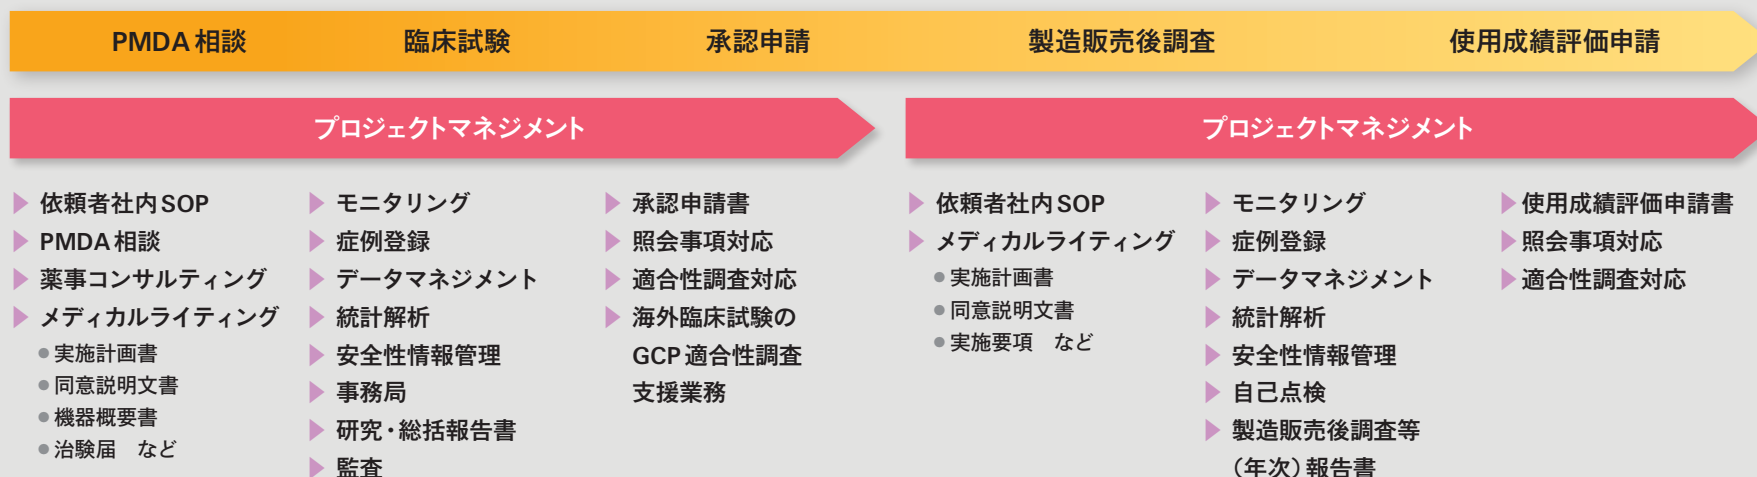 PMDA相談 臨床試験 承認申請 製造販売後調査 使用成績評価申請
プロジェクトマネジメント
プロジェクトマネジメント
依頼者社内SOP
PMDA相談
薬事コンサルティング
メディカルライティング
●実施計画書
●同意説明文書
●機器概要書
●治験届 など
モニタリング
症例登録
データマネジメント
統計解析
安全性情報管理
事務局
研究・総括報告書
監査
承認申請書
照会事項対応
適合性調査対応
海外臨床試験の
GCP適合性調査
支援業務
依頼者社内SOP
メディカルライティング
●実施計画書
●同意説明文書
●実施要項 など
モニタリング
症例登録
データマネジメント
統計解析
安全性情報管理
自己点検
製造販売後調査等
（年次）報告書
使用成績評価申請書
照会事項対応
適合性調査対応